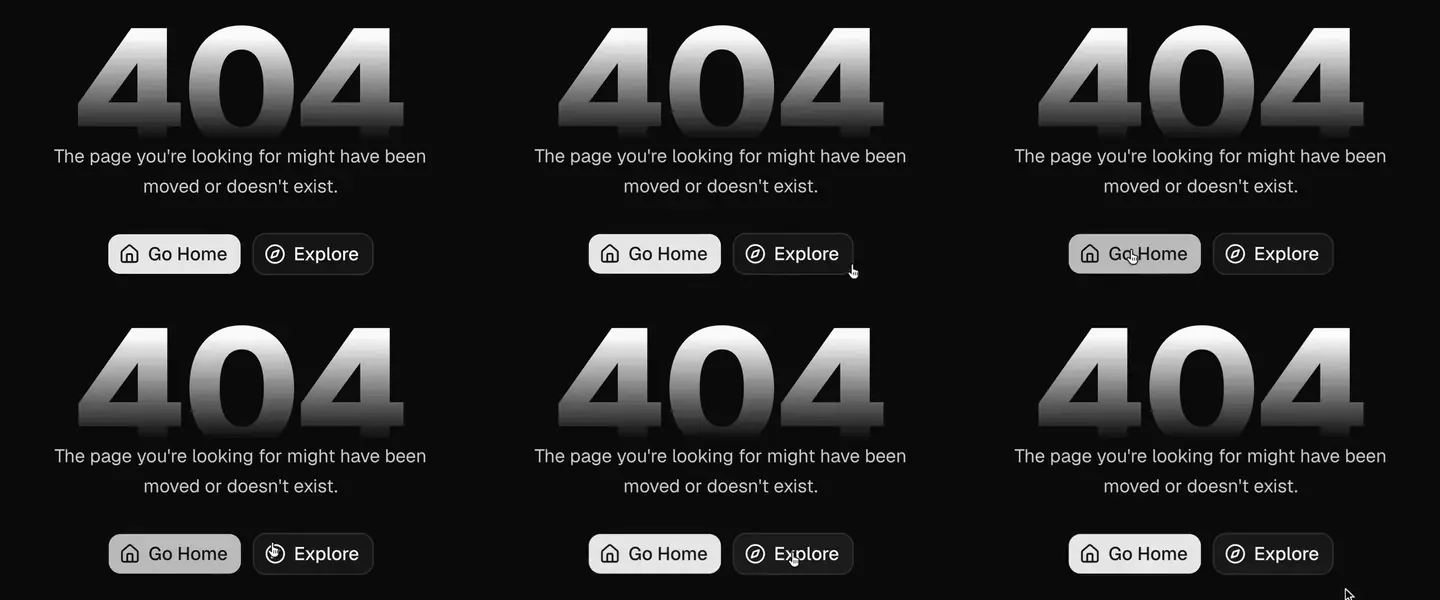 404
The page you're looking for might have been
moved or doesn't exist.
Go Home
Explore
404
The page you're looking for might have been
moved or doesn't exist.
Go Home
Explore
404
The page you're looking for might have been
moved or doesn't exist.
Go Home
Explore
404
The page you're looking for might have been
moved or doesn't exist.
Go Home
Explore
404
The page you're looking for might have been
moved or doesn't exist.
Go Home
Explore
404
The page you're looking for might have been
moved or doesn't exist.
Go Home
Explore